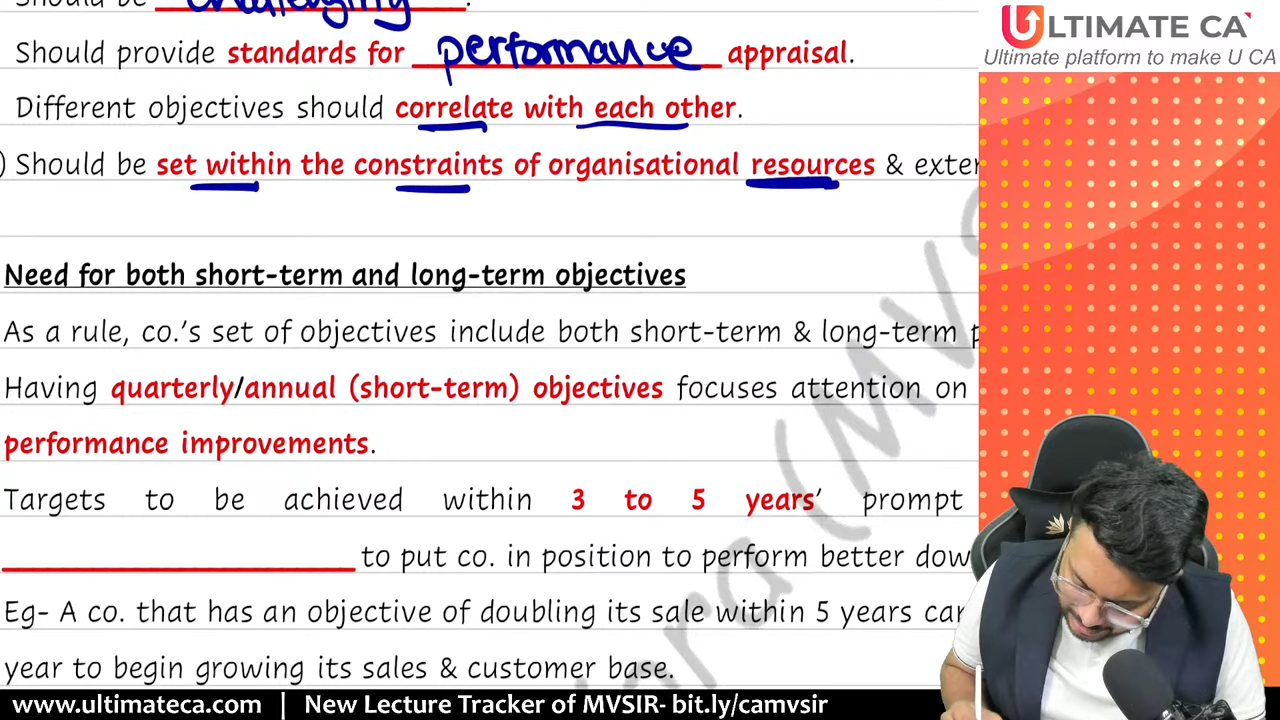 Should be challenging.
Should provide standards for performance appraisal.
Different objectives should correlate with each other.
) Should be set within the constraints of organisational resources &
Need for both short-term and long-term objectives
As a rule, co.'s set of objectives include both short-term & long-term
Having quarterly/annual (short-term) objectives focuses attention on
performance improvements.
Targets to be achieved within 3 to 5 years' prompt
to put co. in position to perform better
Eg- A co. that has an objective of doubling its sale within 5 years
year to begin growing its sales & customer base.
ULTIMATE CA
Ultimate platform to make U CA
(MVS
www.ultimateca.com | New Lecture Tracker of MVSIR- bit.ly/camvsir